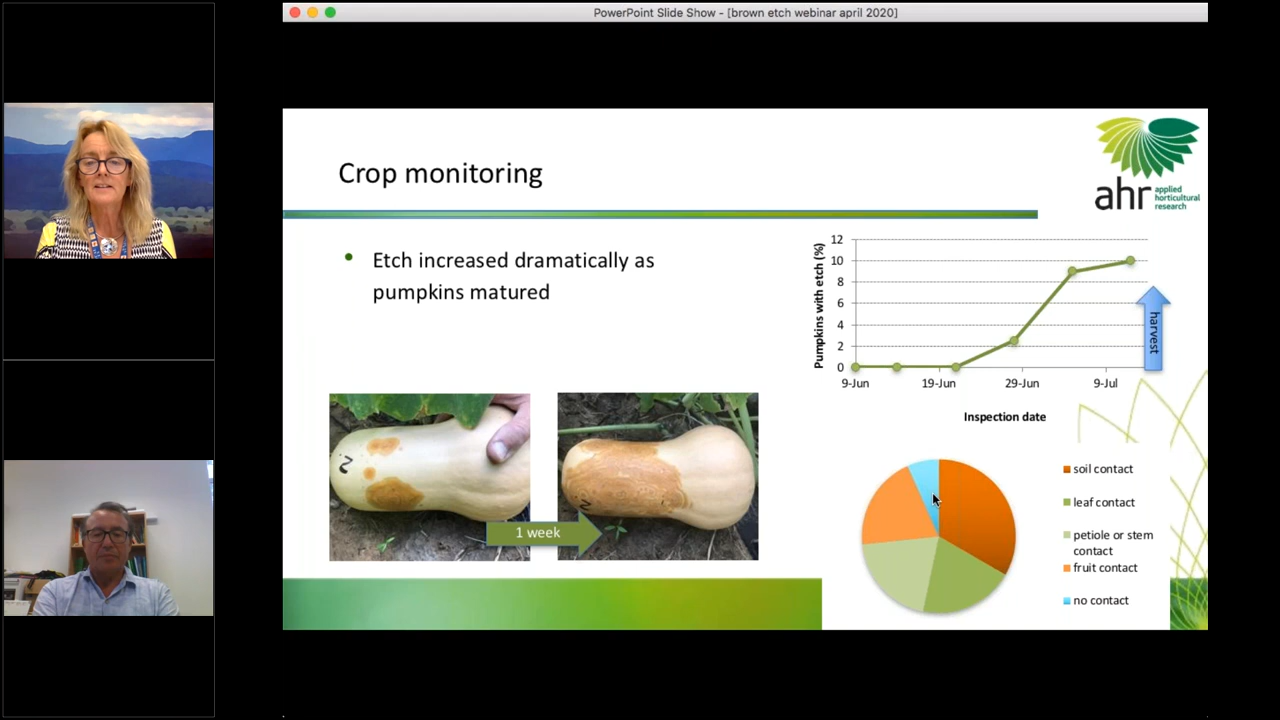 PowerPoint Slide Show - [brown etch webinar april 2020]
Crop monitoring
ahr applied
horticultural
research
• Etch increased dramatically as
pumpkins matured
Pumpkins with etch (%)
12
10
8
6
4
2
0
9-Jun 19-Jun 29-Jun 9-Jul
Inspection date
harvest
2
1 week
soil contact
leaf contact
petiole or stem
contact
fruit contact
no contact